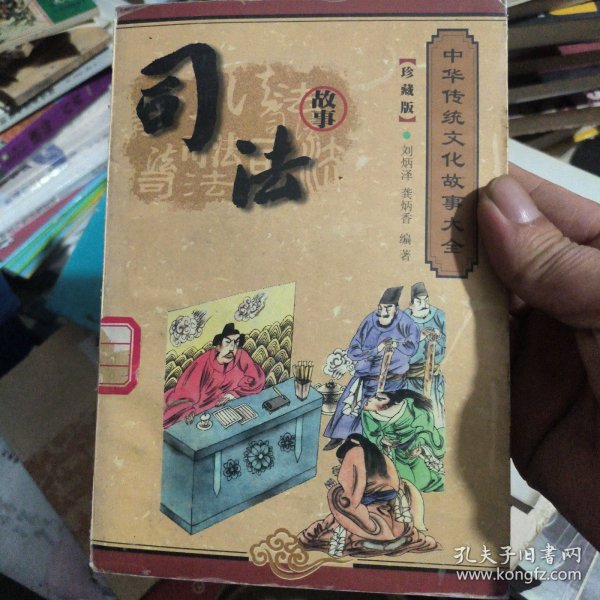 中华传统文化故事大全
【珍藏版】
刘炳泽 龚炳香 编著
司法
故事
孔夫子旧书网
www.kongfz.com